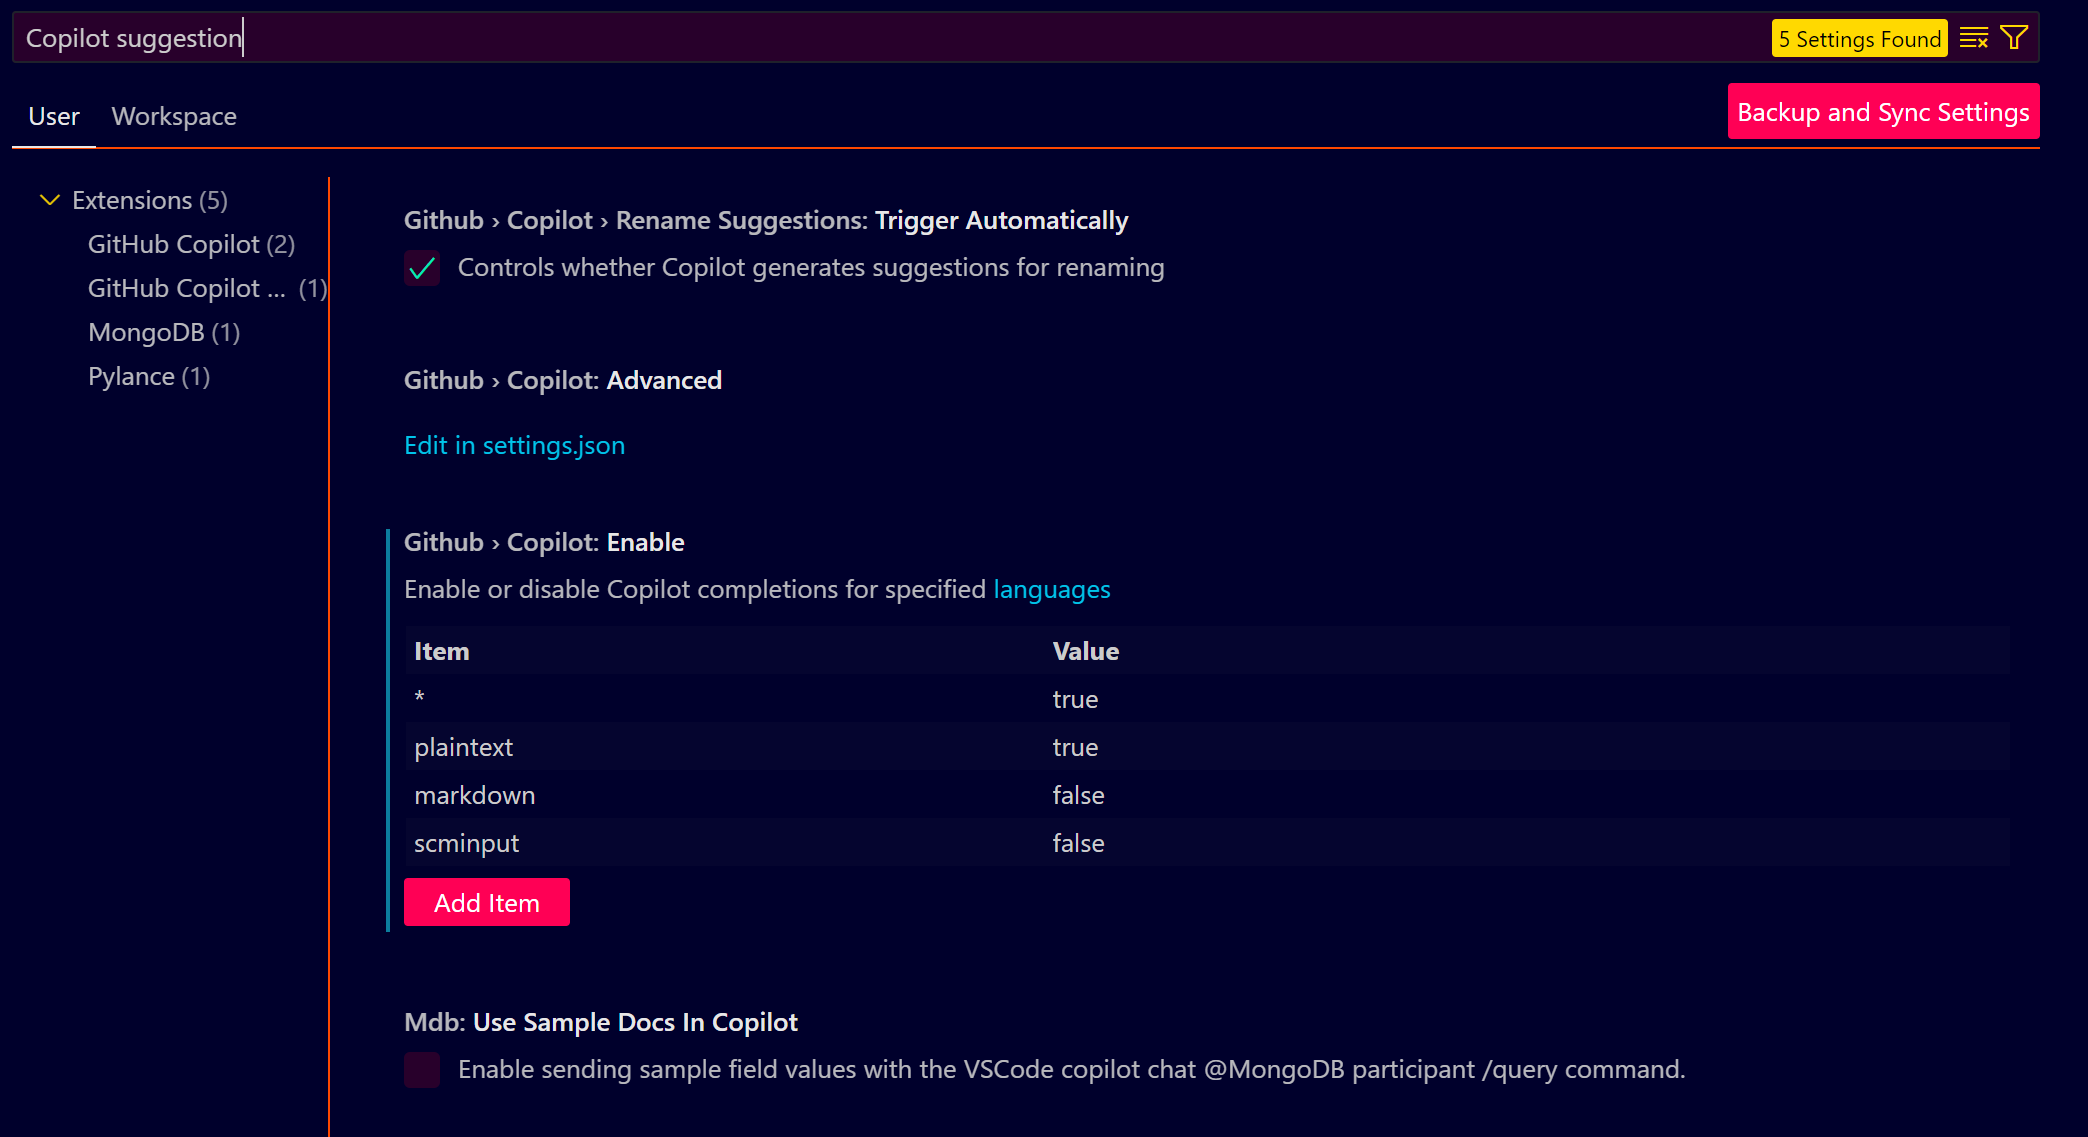 Copilot suggestion
5 Settings Found
User Workspace
Backup and Sync Settings
Extensions (5)
GitHub Copilot (2)
GitHub Copilot ... (1)
MongoDB (1)
Pylance (1)
Github › Copilot › Rename Suggestions: Trigger Automatically
Controls whether Copilot generates suggestions for renaming
Github › Copilot: Advanced
Edit in settings.json
Github › Copilot: Enable
Enable or disable Copilot completions for specified languages
Item Value
* true
plaintext true
markdown false
scminput false
Add Item
Mdb: Use Sample Docs In Copilot
Enable sending sample field values with the VSCode copilot chat @MongoDB participant /query command.